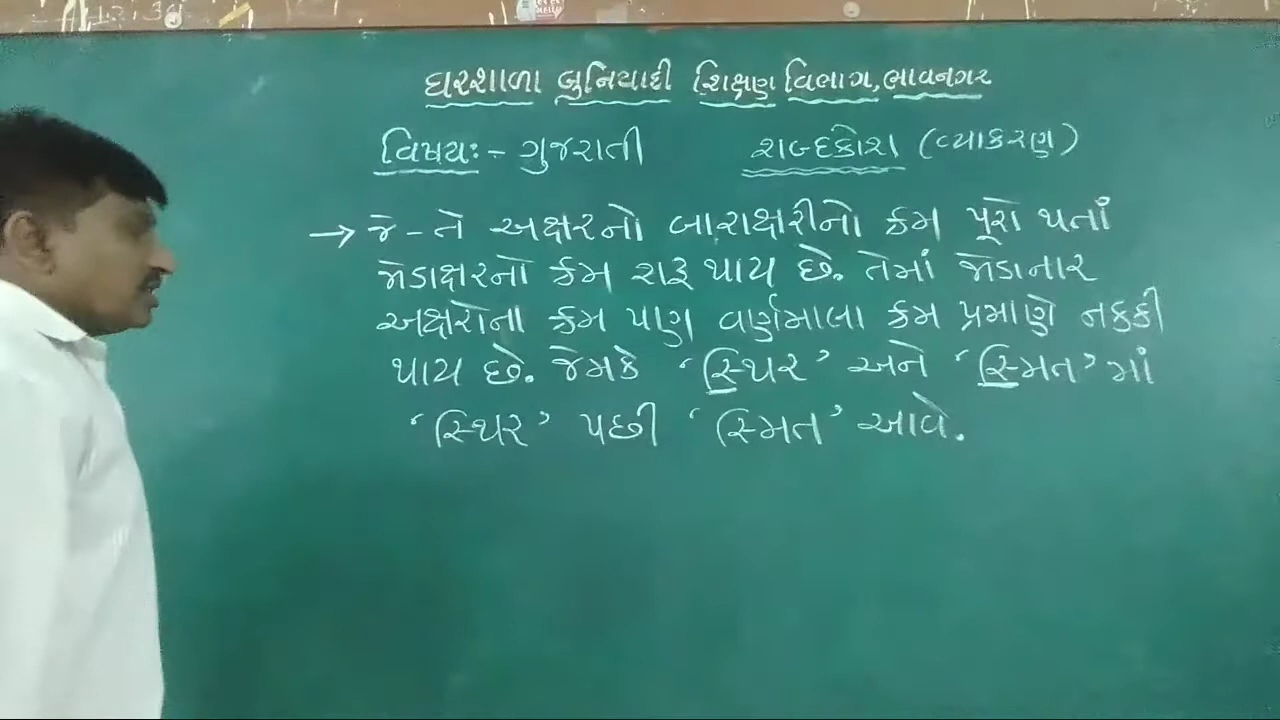 ઘરશાળા બુનિયાદી શિક્ષણ વિભાગ, ભાવનગર
વિષય:- ગુજરાતી શબ્દકોશ (વ્યાકરણ)
→ જે-તે અક્ષરનો બારાક્ષરીનો ક્રમ પૂરો થતાં
જોડાક્ષરનો ક્રમ શરૂ થાય છે. તેમાં જોડાનાર
અક્ષરોના ક્રમ પણ વર્ણમાલા ક્રમ પ્રમાણે નક્કી
થાય છે. જેમકે 'સ્થિર' અને 'સ્મિત' માં
'સ્થિર' પછી 'સ્મિત' આવે.